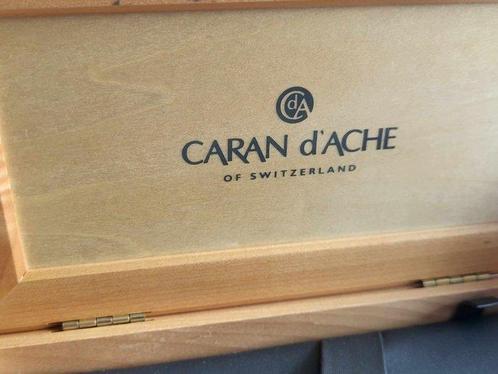 CdA
CARAN d'ACHE
OF SWITZERLAND